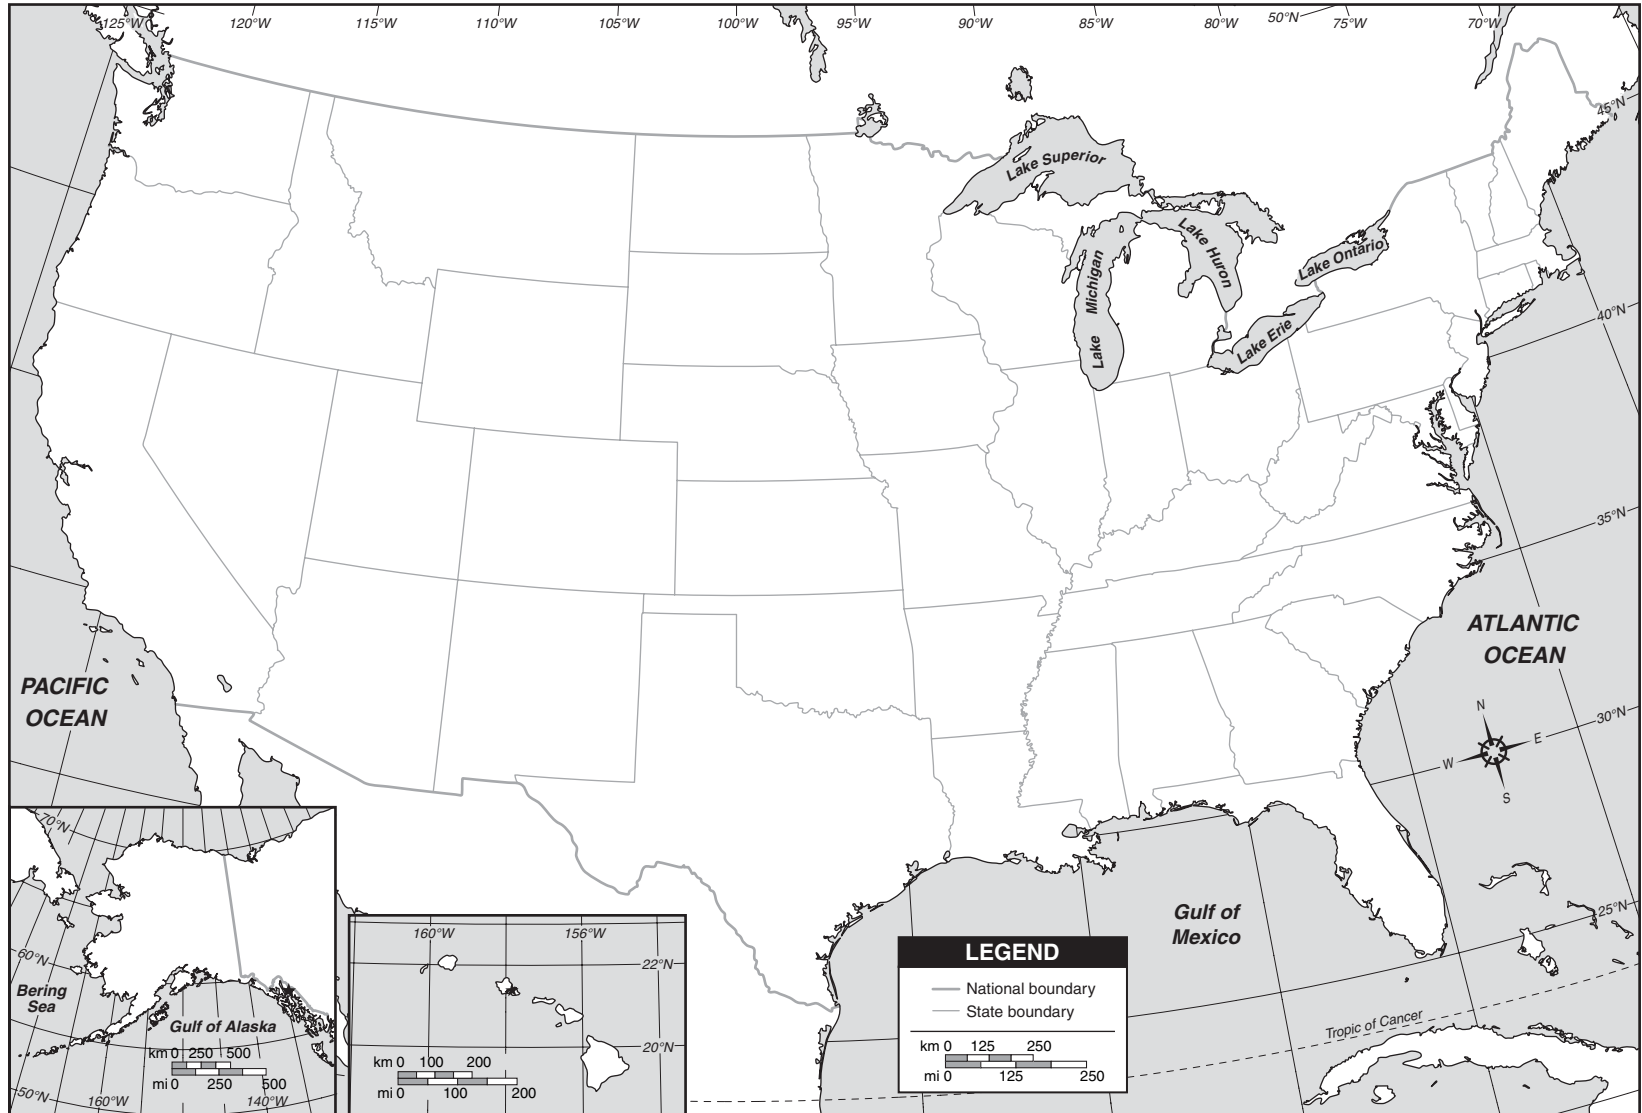 125°W
120°W
115°W
110°W
105°W
100°W
95°W
90°W
85°W
80°W
50°N
75°W
70°W
45°N
Lake Superior
Lake Huron
Lake Ontario
Lake Michigan
Lake Erie
40°N
35°N
ATLANTIC
OCEAN
PACIFIC
OCEAN
30°N
N
E
W
S
25°N
Gulf of
Mexico
Tropic of Cancer
LEGEND
National boundary
State boundary
km 0 125 250
mi 0 125 250
70°N
60°N
Bering
Sea
Gulf of Alaska
km 0 250 500
mi 0 250 500
50°N
160°W
140°W
160°W
156°W
22°N
20°N
km 0 100 200
mi 0 100 200